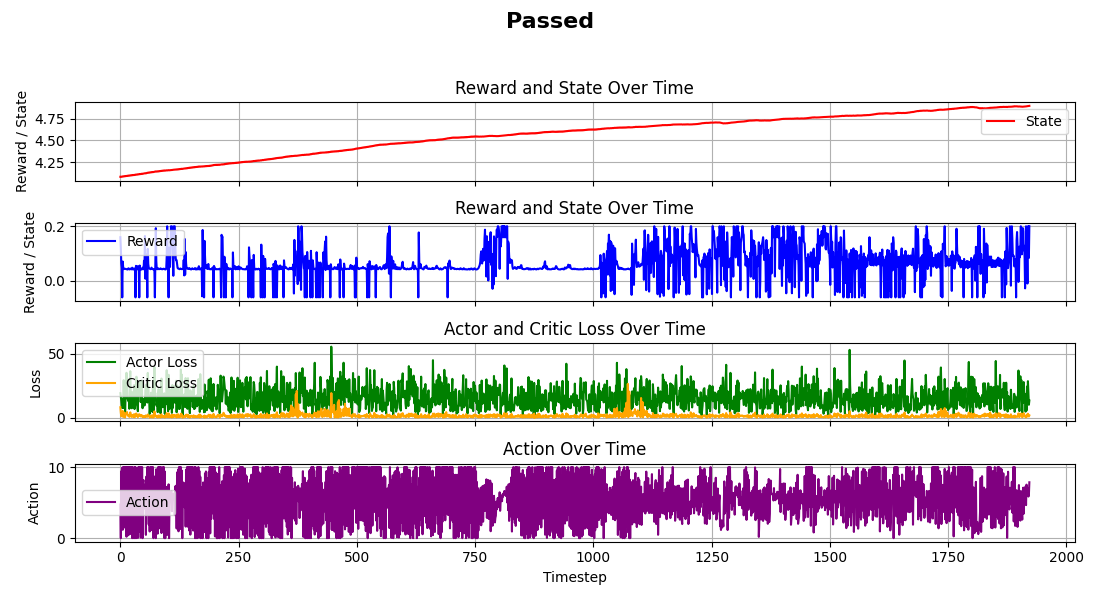 Passed
Reward and State Over Time
Reward / State
4.75
4.50
4.25
State
Reward and State Over Time
Reward / State
0.2
0.0
Reward
Actor and Critic Loss Over Time
Loss
50
0
Actor Loss
Critic Loss
Action Over Time
Action
10
0
Action
0 250 500 750 1000 1250 1500 1750 2000
Timestep